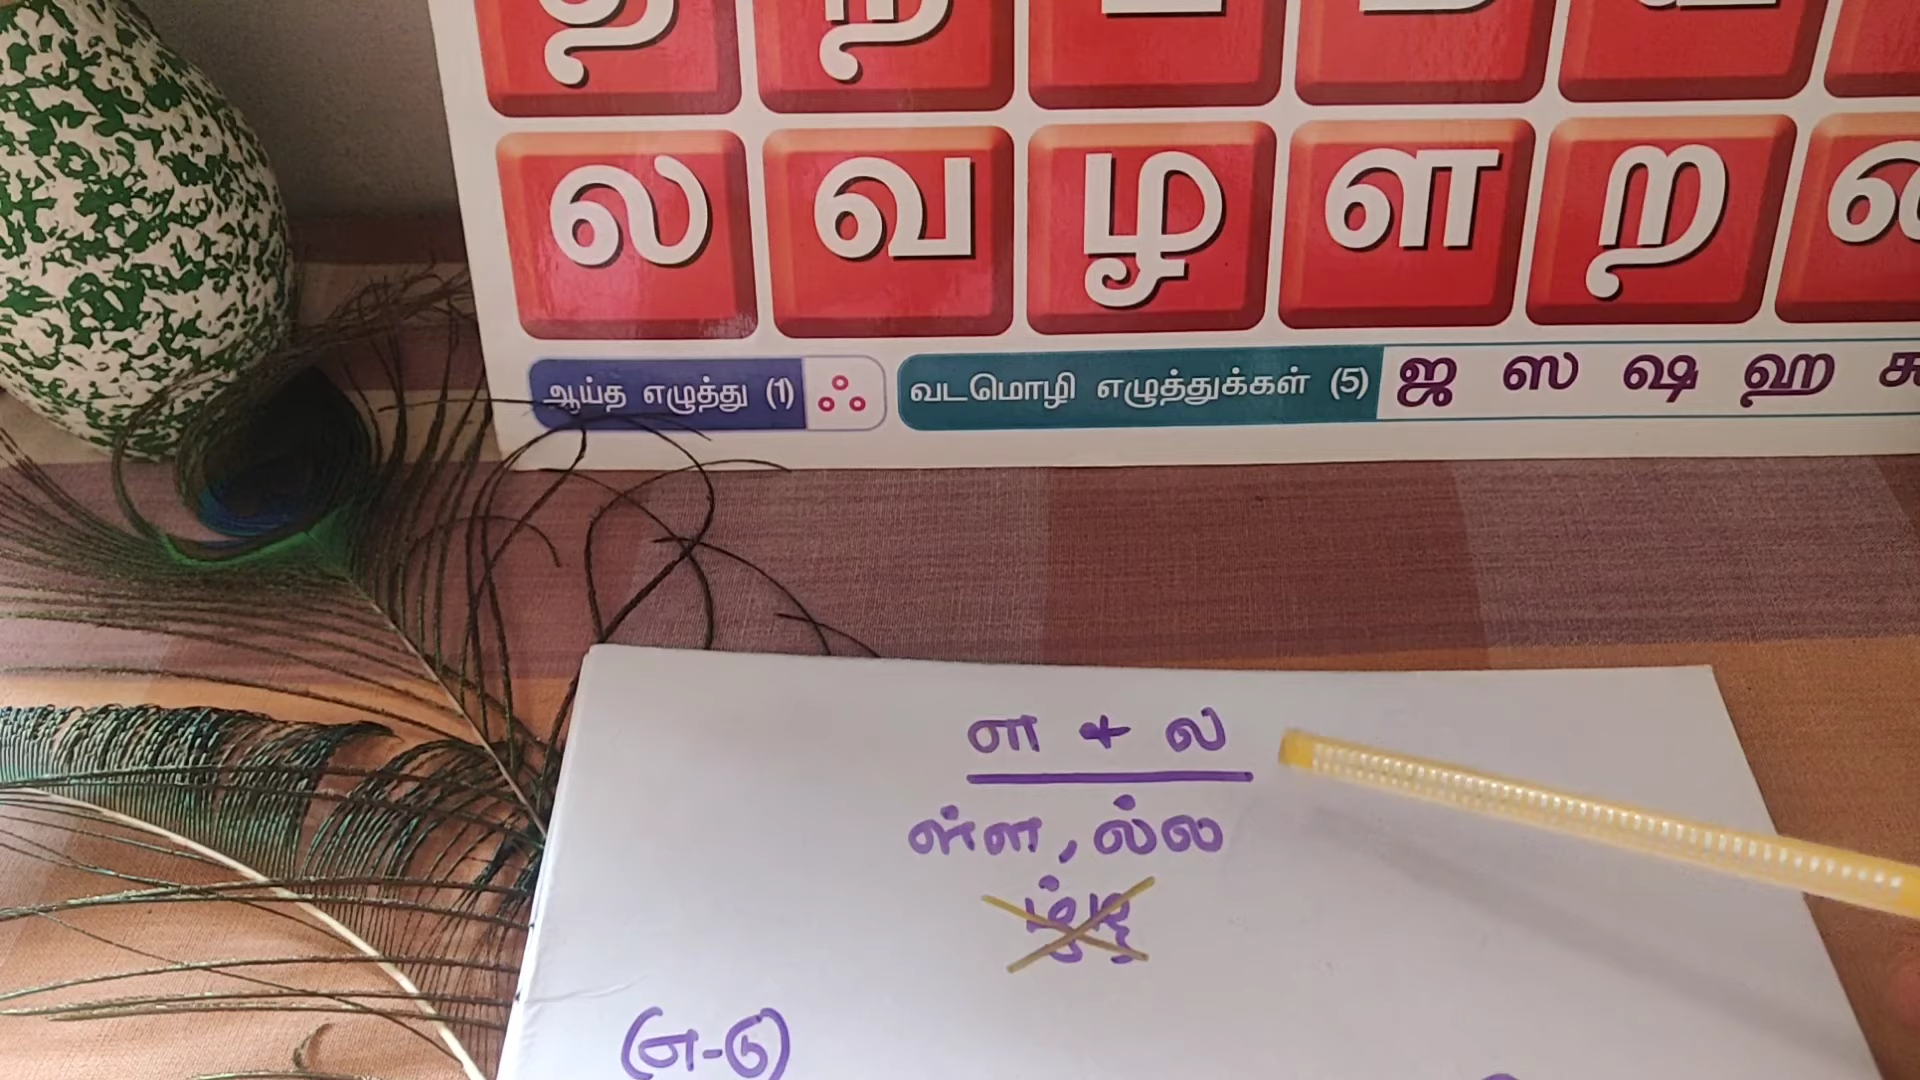 ல வ ழ ள ற
ஆய்த எழுத்து (1) ஃ வடமொழி எழுத்துக்கள் (5) ஜ ஸ ஷ ஹ
ள + ல
ள்ள, ல்ல
ழ்ழ
(எ-டு)